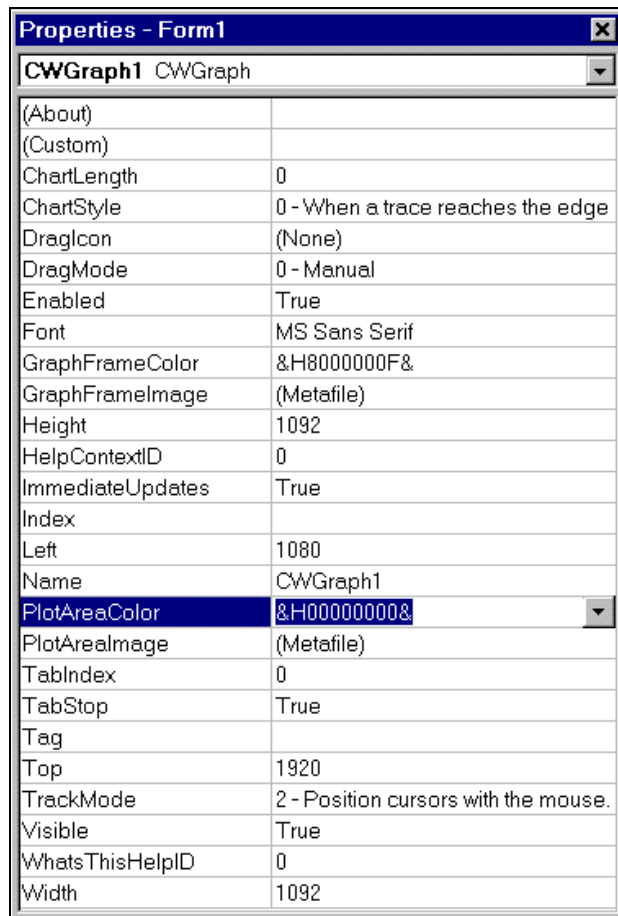 Properties - Form1
CWGraph1 CWGraph
(About)
(Custom)
ChartLength 0
ChartStyle 0 - When a trace reaches the edge
DragIcon (None)
DragMode 0 - Manual
Enabled True
Font MS Sans Serif
GraphFrameColor &H8000000F&
GraphFrameImage (Metafile)
Height 1092
HelpContextID 0
ImmediateUpdates True
Index
Left 1080
Name CWGraph1
PlotAreaColor &H00000000&
PlotAreaImage (Metafile)
TabIndex 0
TabStop True
Tag
Top 1920
TrackMode 2 - Position cursors with the mouse.
Visible True
WhatsThisHelpID 0
Width 1092